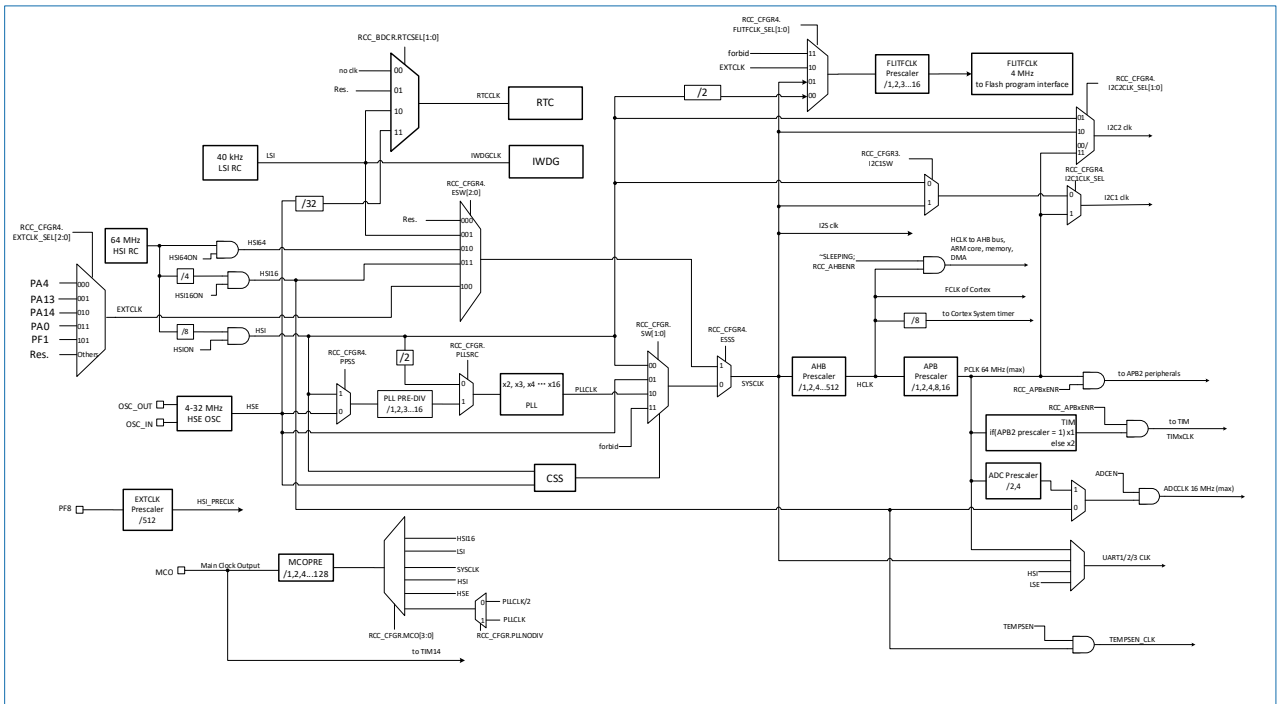 RCC_CFGR4.
FLITFCLK_SEL[1:0]
RCC_BDCR.RTCSEL[1:0]
forbid
EXTCLK
11
10
01
00
FLITFCLK
Prescaler
/1,2,3...16
FLITFCLK
4 MHz
to Flash program interface
no clk
Res.
00
01
10
11
RTCCLK
RTC
/2
RCC_CFGR4.
I2C2CLK_SEL[1:0]
01
10
00/
11
I2C2 clk
40 kHz
LSI RC
LSI
IWDGCLK
IWDG
RCC_CFGR3.
I2C1SW
0
1
RCC_CFGR4.
I2C1CLK_SEL
0
1
I2C1 clk
/32
RCC_CFGR4.
ESW[2:0]
Res.
000
001
010
011
100
I2S clk
RCC_CFGR4.
EXTCLK_SEL[2:0]
64 MHz
HSI RC
HSI64ON
HSI64
/4
HSI16ON
HSI16
PA4
PA13
PA14
PA0
PF1
Res.
000
001
010
011
101
Others
EXTCLK
/8
HSION
HSI
~SLEEPING;
RCC_AHBENR
HCLK to AHB bus,
ARM core, memory,
DMA
FCLK of Cortex
/8
to Cortex System timer
RCC_CFGR4.
PPSS
1
0
/2
RCC_CFGR.
PLLSRC
0
1
RCC_CFGR.
SW[1:0]
00
01
10
11
RCC_CFGR4.
ESSS
1
0
SYSCLK
AHB
Prescaler
/1,2,4...512
HCLK
APB
Prescaler
/1,2,4,8,16
PCLK 64 MHz (max)
RCC_APBxENR
to APB2 peripherals
OSC_OUT
OSC_IN
4-32 MHz
HSE OSC
HSE
PLL PRE-DIV
/1,2,3...16
x2, x3, x4 ··· x16
PLL
PLLCLK
forbid
CSS
RCC_APBxENR
TIM
if(APB2 prescaler = 1) x1
else x2
to TIM
TIMxCLK
ADC Prescaler
/2,4
1
0
ADCEN
ADCCLK 16 MHz (max)
PF8
EXTCLK
Prescaler
/512
HSI_PRECLK
HSI
LSE
UART1/2/3 CLK
MCO
Main Clock Output
MCOPRE
/1,2,4...128
HSI16
LSI
SYSCLK
HSI
HSE
0
1
PLLCLK/2
PLLCLK
RCC_CFGR.MCO[3:0]
RCC_CFGR.PLLNODIV
to TIM14
TEMPSEN
TEMPSEN_CLK